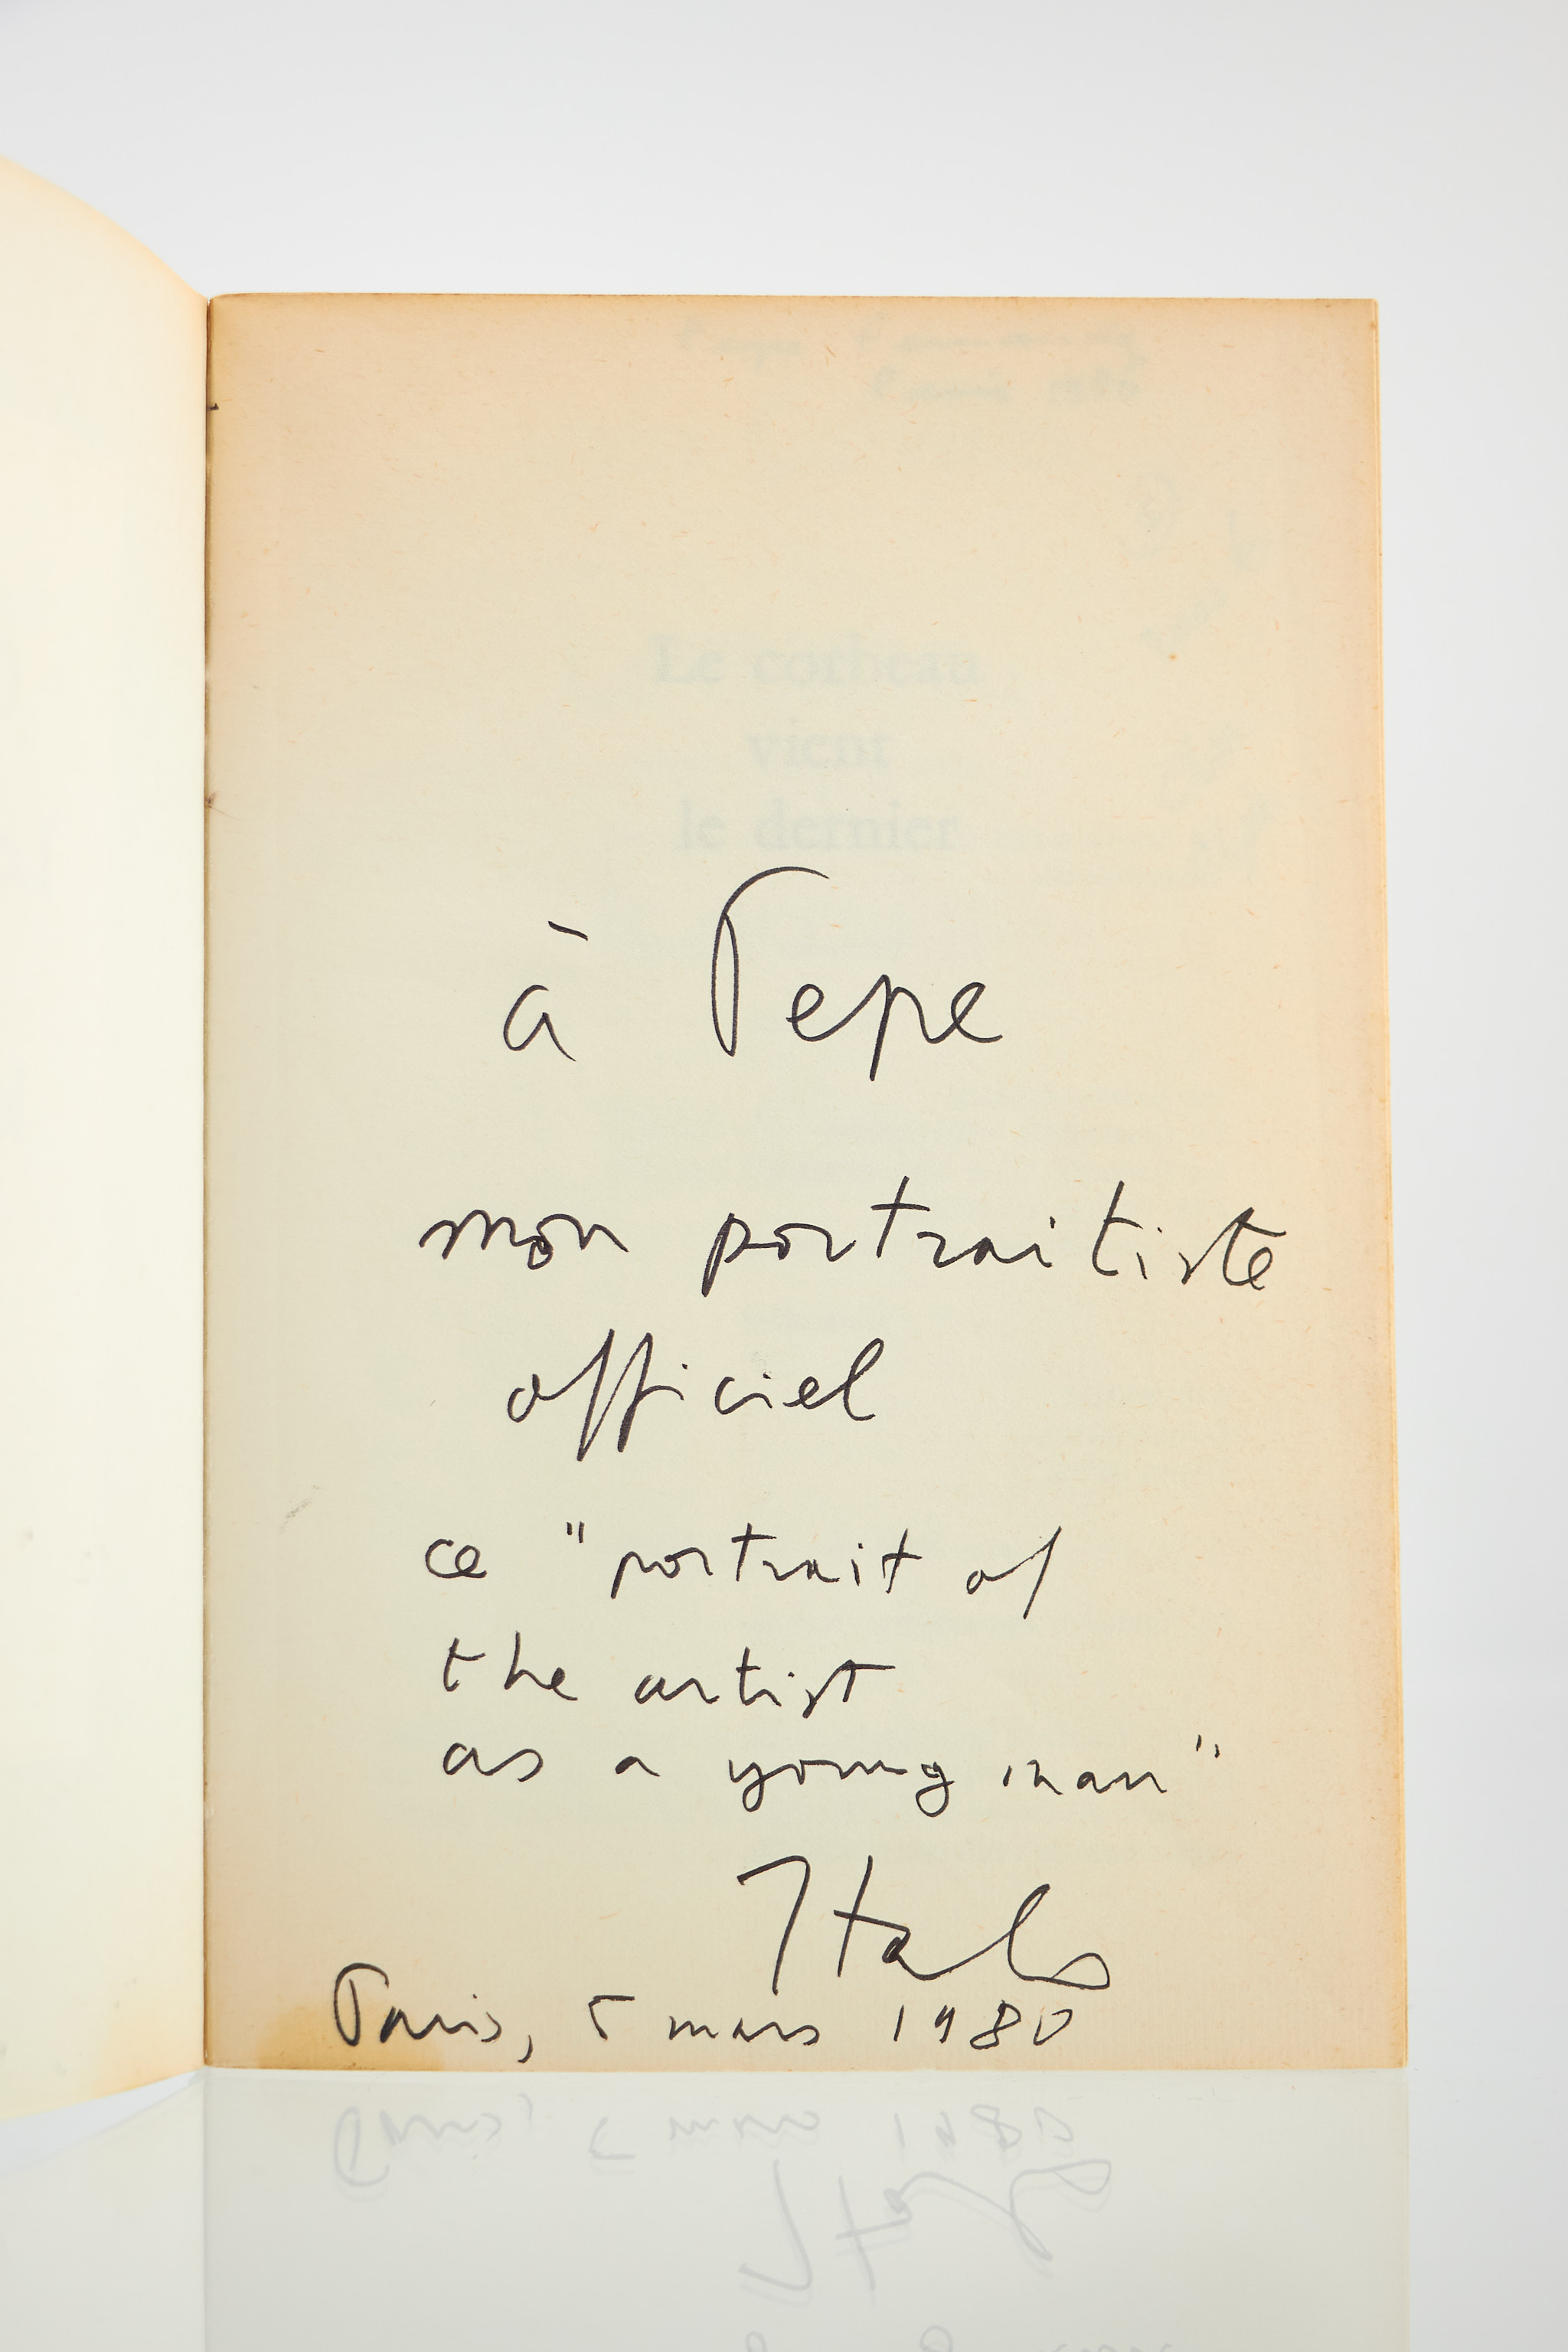 Le corbeau
vient
le dernier
à Pepe
mon portraitiste
officiel
ce "portrait of
the artist
as a young man"
Italo
Paris, 5 mars 1980